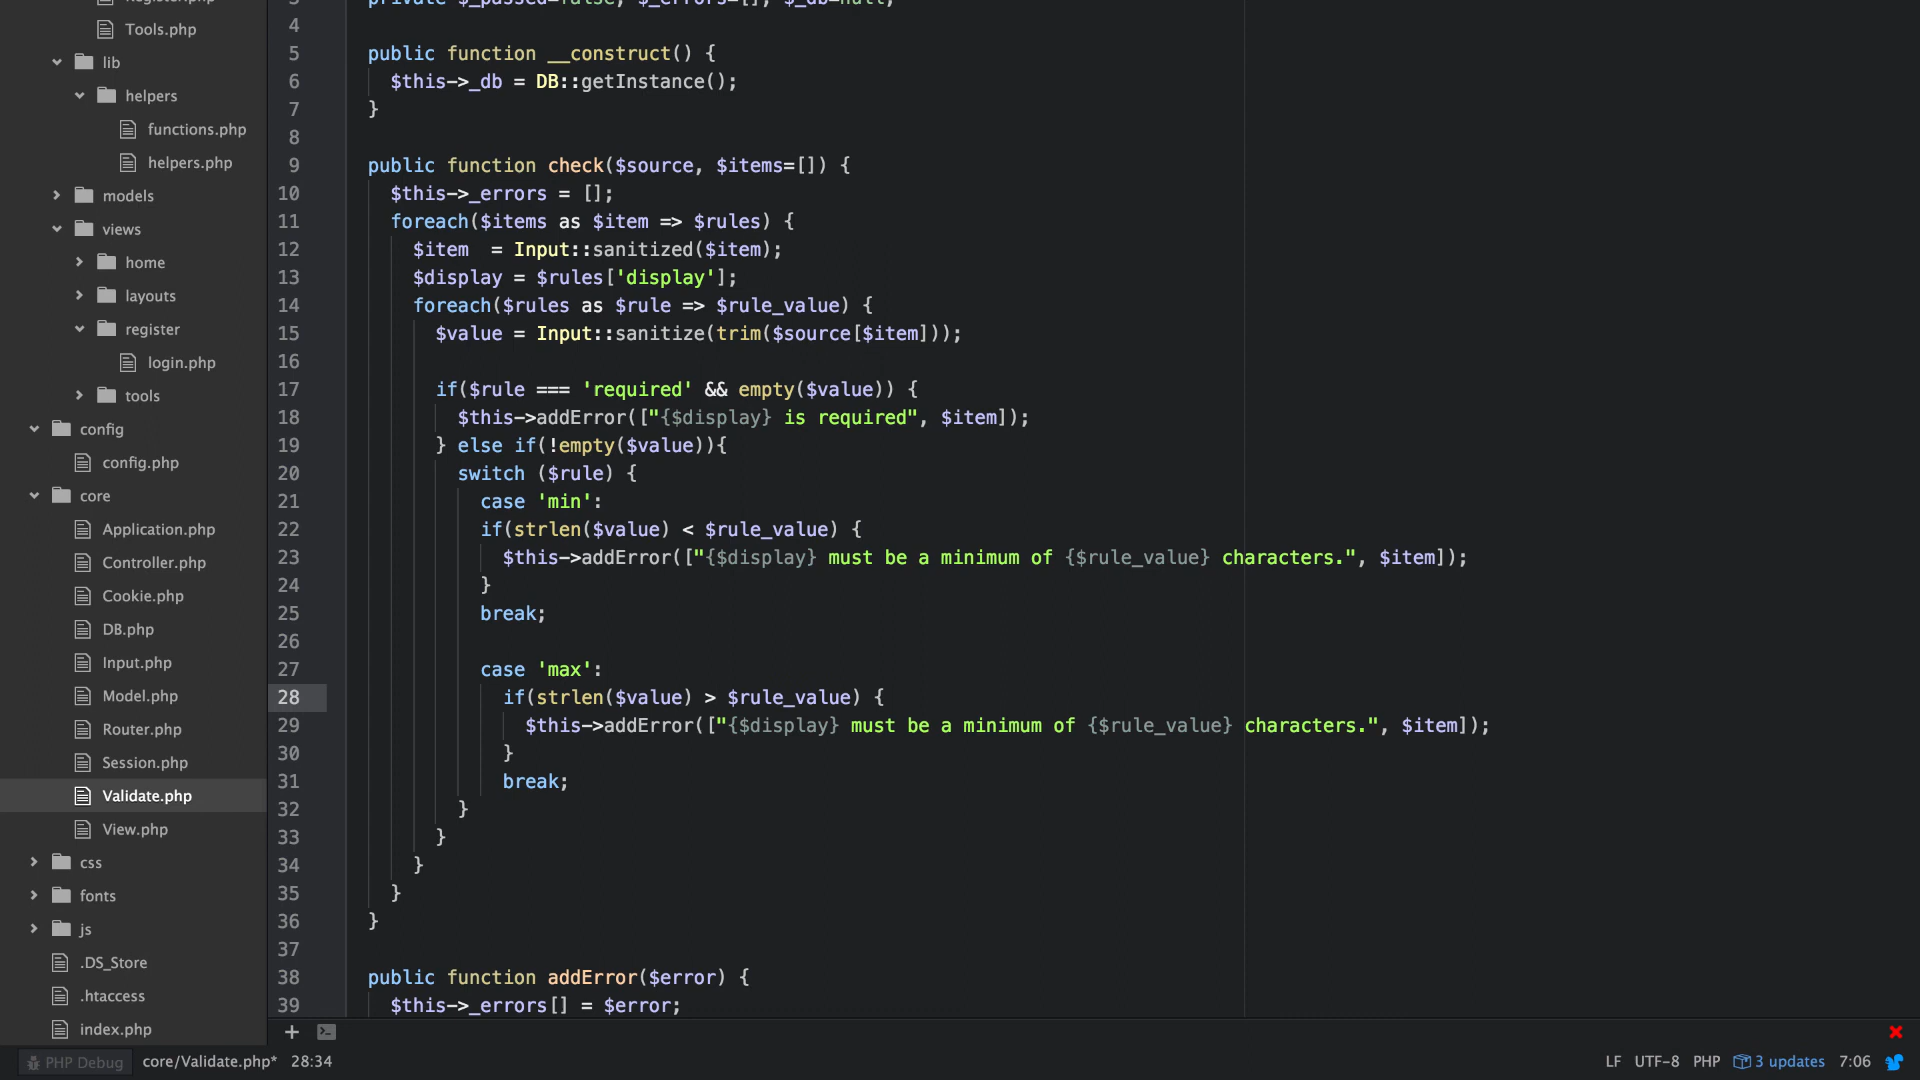 Register.php
Tools.php
lib
helpers
functions.php
helpers.php
models
views
home
layouts
register
login.php
tools
config
config.php
core
Application.php
Controller.php
Cookie.php
DB.php
Input.php
Model.php
Router.php
Session.php
Validate.php
View.php
css
fonts
js
.DS_Store
.htaccess
index.php
3 private $_passed=false, $_errors=[], $_db=null;
4
5 public function __construct() {
6 $this->_db = DB::getInstance();
7 }
8
9 public function check($source, $items=[]) {
10 $this->_errors = [];
11 foreach($items as $item => $rules) {
12 $item  = Input::sanitized($item);
13 $display = $rules['display'];
14 foreach($rules as $rule => $rule_value) {
15 $value = Input::sanitize(trim($source[$item]));
16
17 if($rule === 'required' && empty($value)) {
18 $this->addError(["{$display} is required", $item]);
19 } else if(!empty($value)){
20 switch ($rule) {
21 case 'min':
22 if(strlen($value) < $rule_value) {
23 $this->addError(["{$display} must be a minimum of {$rule_value} characters.", $item]);
24 }
25 break;
26
27 case 'max':
28 if(strlen($value) > $rule_value) {
29 $this->addError(["{$display} must be a minimum of {$rule_value} characters.", $item]);
30 }
31 break;
32 }
33 }
34 }
35 }
36 }
37
38 public function addError($error) {
39 $this->_errors[] = $error;
PHP Debug core/Validate.php* 28:34 LF UTF-8 PHP 3 updates 7:06